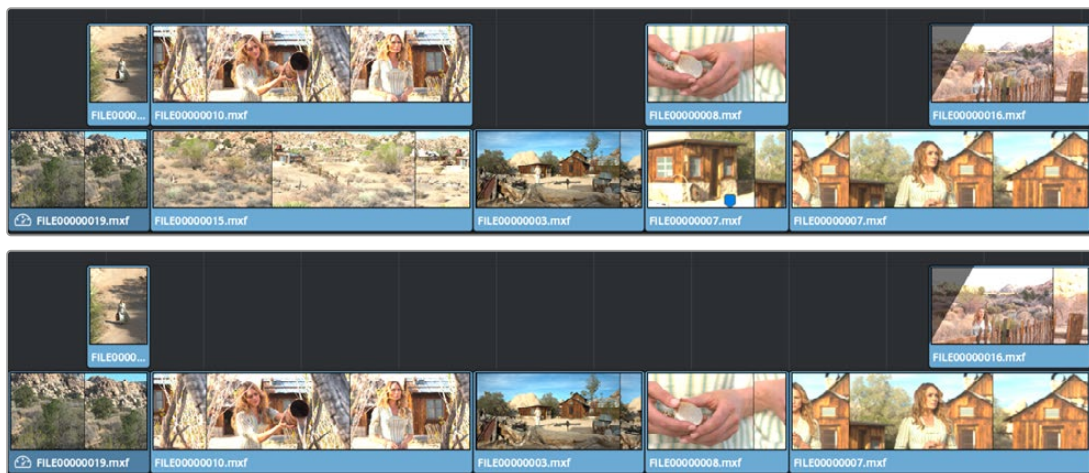 FILE0000...
FILE00000010.mxf
FILE00000008.mxf
FILE00000016.mxf
FILE00000019.mxf
FILE00000015.mxf
FILE00000003.mxf
FILE00000007.mxf
FILE00000007.mxf
FILE0000...
FILE00000016.mxf
FILE00000019.mxf
FILE00000010.mxf
FILE00000003.mxf
FILE00000008.mxf
FILE00000007.mxf